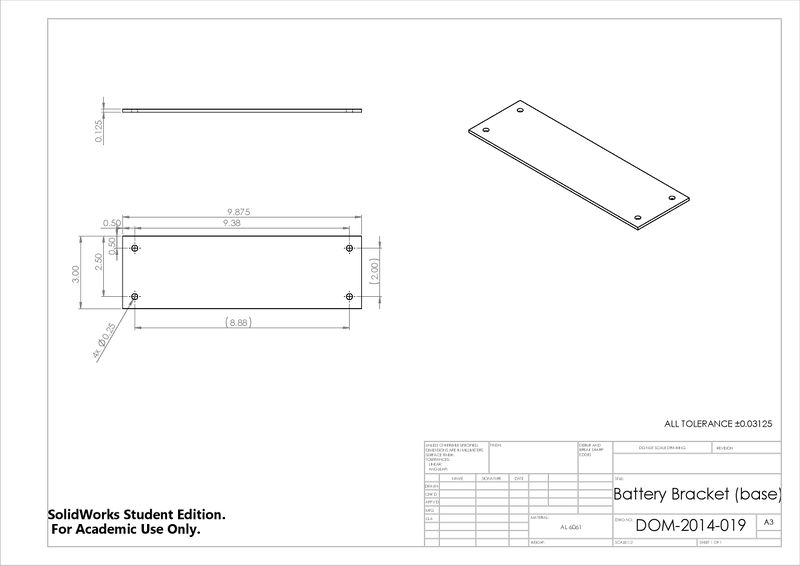 0.125
9.875
0.50
9.38
0.50
2.50
3.00
(2.00)
4x Ø0.25
(8.88)
ALL TOLERANCE ±0.03125
UNLESS OTHERWISE SPECIFIED:
DIMENSIONS ARE IN MILLIMETERS
SURFACE FINISH:
TOLERANCES:
LINEAR:
ANGULAR:
FINISH:
DEBUR AND
BREAK SHARP
EDGES
DO NOT SCALE DRAWING
REVISION
NAME
SIGNATURE
DATE
TITLE:
DRAWN
CHK'D
APPV'D
MFG
Q.A
Battery Bracket (base)
MATERIAL:
AL 6061
DWG NO.
DOM-2014-019
A3
WEIGHT:
SCALE:1:2
SHEET 1 OF 1
SolidWorks Student Edition.
For Academic Use Only.